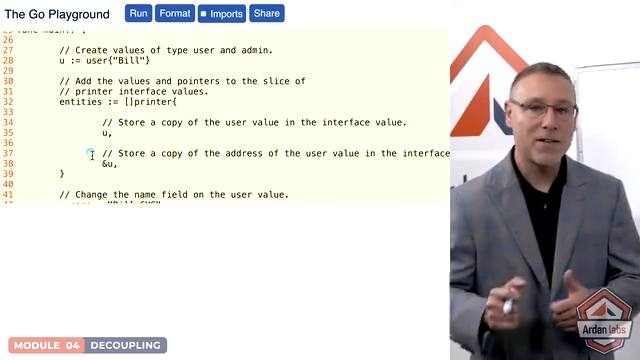 The Go Playground
Run
Format
Imports
Share
26
27 // Create values of type user and admin.
28 u := user{"Bill"}
29
30 // Add the values and pointers to the slice of
31 // printer interface values.
32 entities := []printer{
33
34 // Store a copy of the user value in the interface value.
35 u,
36
37 // Store a copy of the address of the user value in the interface
38 &u,
39 }
40
41 // Change the name field on the user value.
MODULE 04 DECOUPLING
Ardan labs